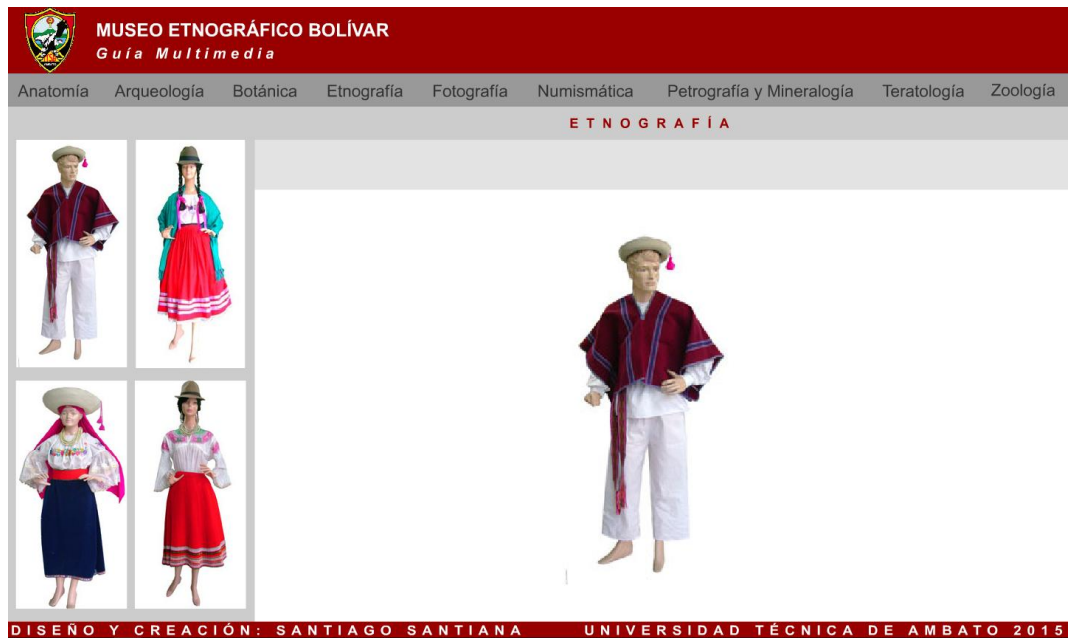 MUSEO ETNOGRÁFICO BOLÍVAR
Guía Multimedia
Anatomía Arqueología Botánica Etnografía Fotografía Numismática Petrografía y Mineralogía Teratología Zoología
ETNOGRAFÍA
DISEÑO Y CREACIÓN: SANTIAGO SANTIANA UNIVERSIDAD TÉCNICA DE AMBATO 2015